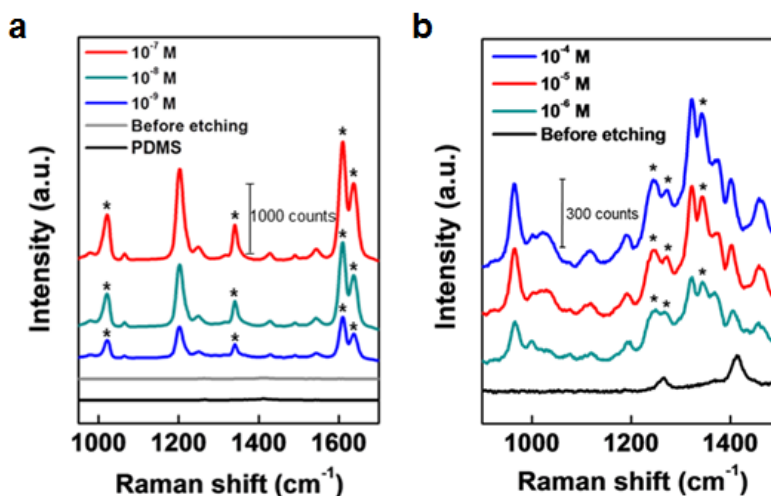 a
10⁻⁷ M
10⁻⁸ M
10⁻⁹ M
Before etching
PDMS
*
*
*
*
1000 counts
*
*
*
*
*
*
*
*
Intensity (a.u.)
1000 1200 1400 1600
Raman shift (cm⁻¹)
b
10⁻⁴ M
10⁻⁵ M
10⁻⁶ M
Before etching
*
*
*
300 counts
*
*
*
*
*
*
Intensity (a.u.)
1000 1200 1400
Raman shift (cm⁻¹)